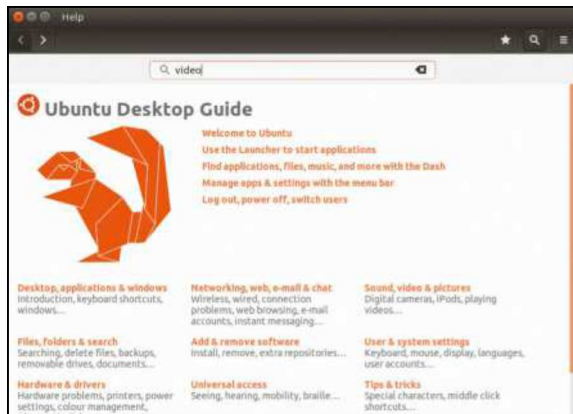 Help
video
Ubuntu Desktop Guide
Welcome to Ubuntu
Use the Launcher to start applications
Find applications, files, music, and more with the Dash
Manage apps & settings with the menu bar
Log out, power off, switch users
Desktop, applications & windows
Introduction, keyboard shortcuts,
windows...
Networking, web, e-mail & chat
Wireless, wired, connection
problems, web browsing, e-mail
accounts, instant messaging...
Sound, video & pictures
Digital cameras, iPods, playing
videos...
Files, folders & search
Searching, delete files, backups,
removable drives, documents...
Add & remove software
Install, remove, extra repositories...
User & system settings
Keyboard, mouse, display, languages,
user accounts...
Hardware & drivers
Hardware problems, printers, power
settings, colour management,
Universal access
Seeing, hearing, mobility, braille...
Tips & tricks
Special characters, middle click
shortcuts...